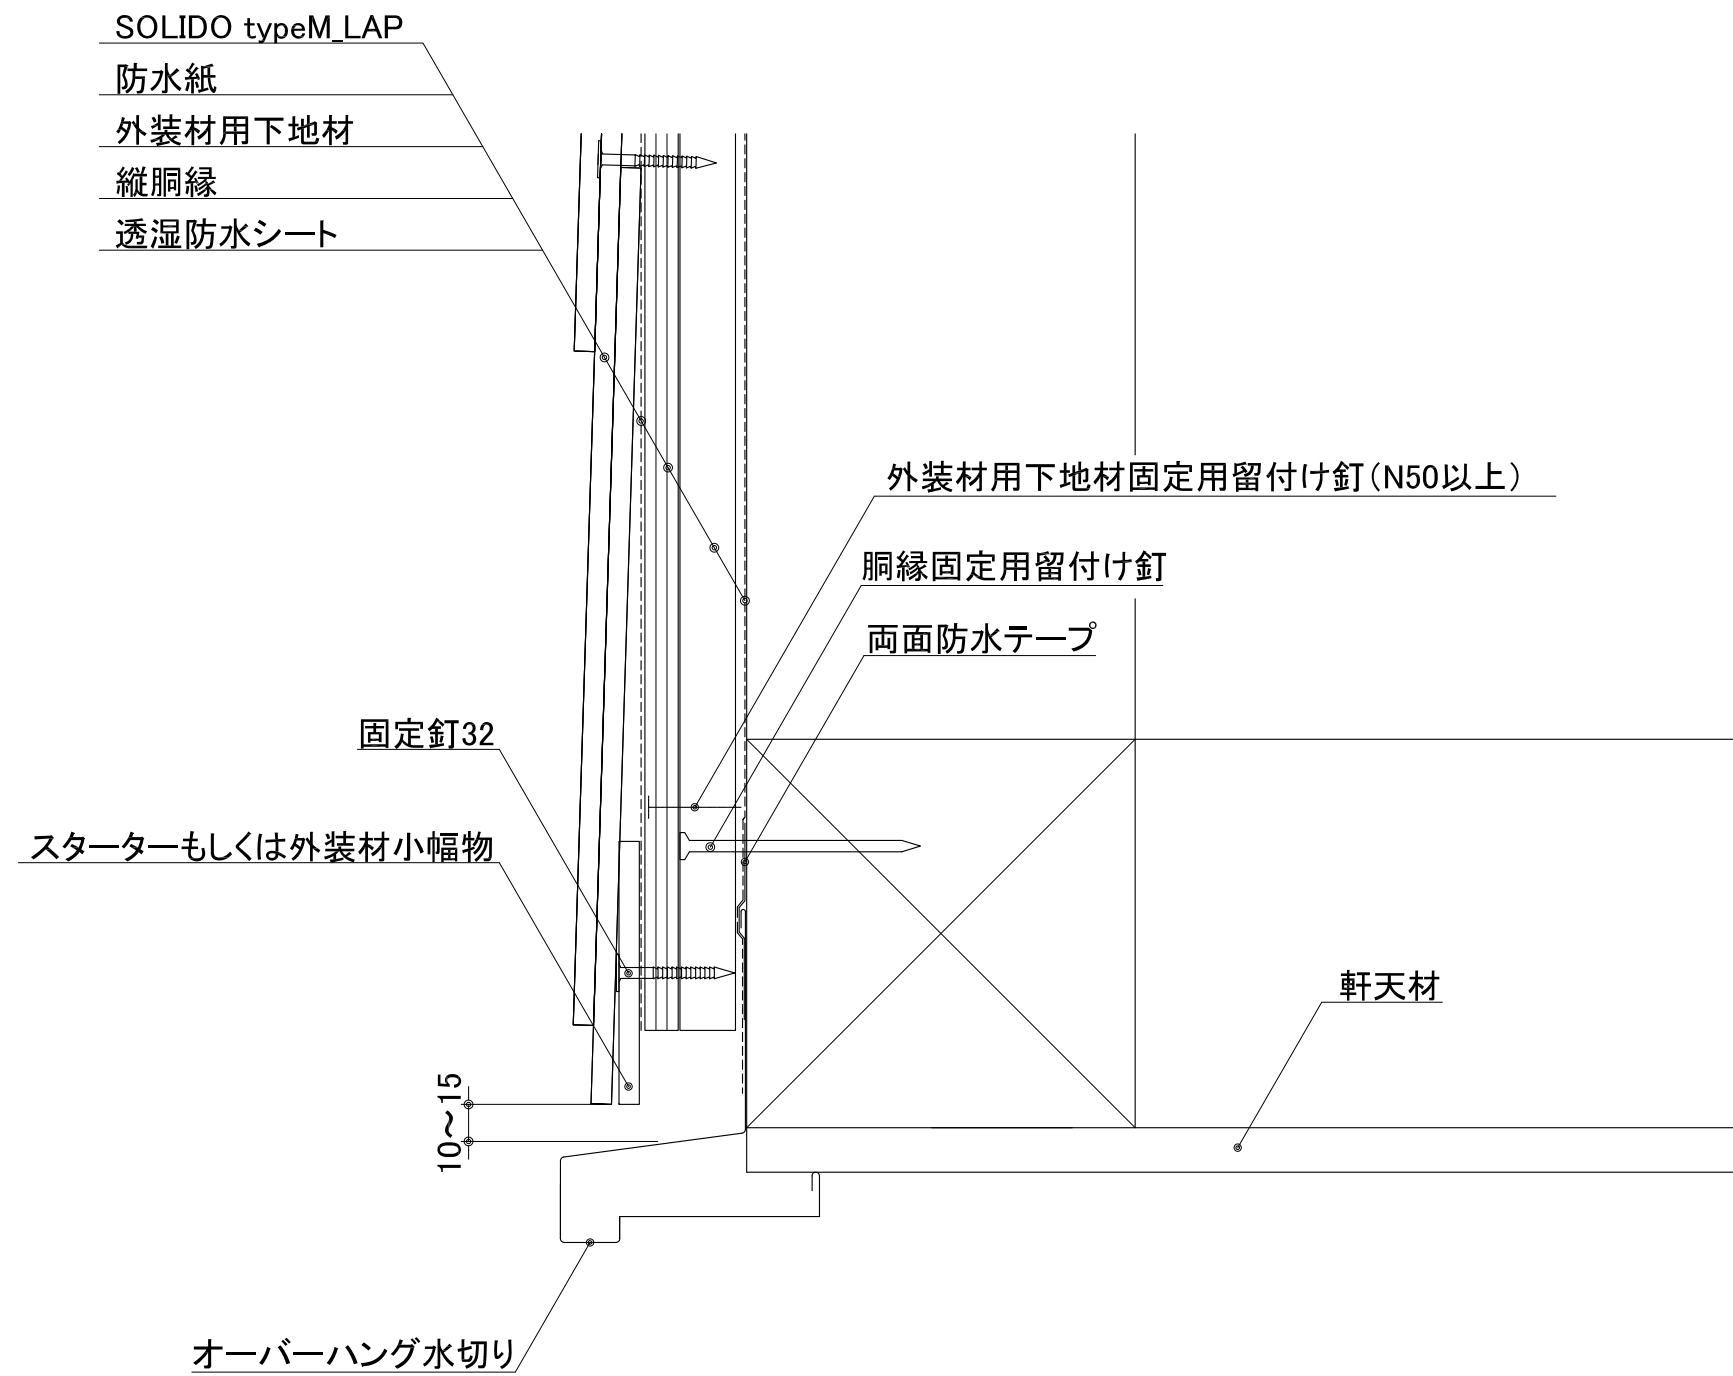 SOLIDO typeM_LAP
防水紙
外装材用下地材
縦胴縁
透湿防水シート
外装材用下地材固定用留付け釘（N50以上）
胴縁固定用留付け釘
両面防水テープ
固定釘32
スターターもしくは外装材小幅物
軒天材
10～15
オーバーハング水切り